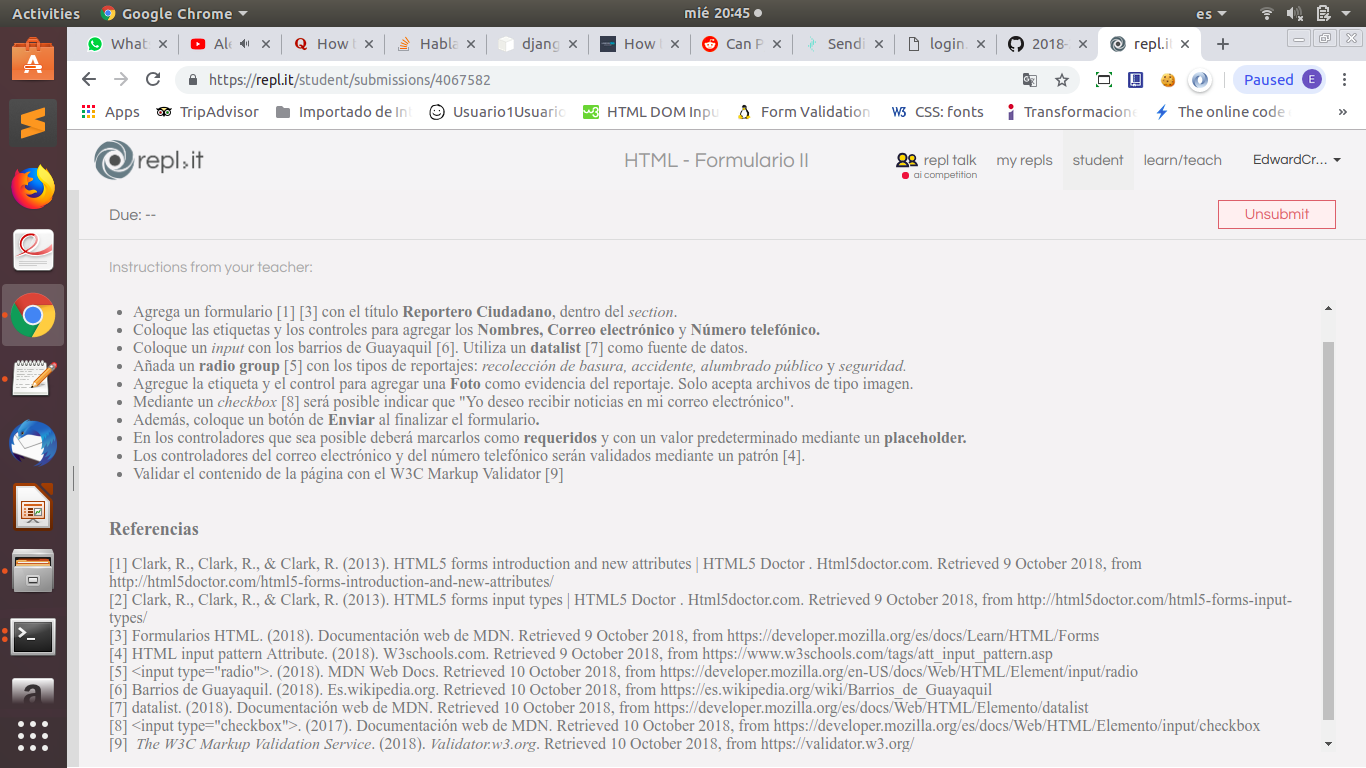 Activities Google Chrome mié 20:45 es
What: Ale How t Habla djang How I Can P Sendi login. 2018- repl.i
https://repl.it/student/submissions/4067582 Paused E
Apps TripAdvisor Importado de In Usuario1Usuario HTML DOM Inpu Form Validation W3 CSS: fonts Transformacione The online code »
repl.it HTML - Formulario II repl talk my repls student learn/teach EdwardCr...
ai competition
Due: -- Unsubmit
Instructions from your teacher:
• Agrega un formulario [1] [3] con el título Reportero Ciudadano, dentro del section.
• Coloque las etiquetas y los controles para agregar los Nombres, Correo electrónico y Número telefónico.
• Coloque un input con los barrios de Guayaquil [6]. Utiliza un datalist [7] como fuente de datos.
• Añada un radio group [5] con los tipos de reportajes: recolección de basura, accidente, alumbrado público y seguridad.
• Agregue la etiqueta y el control para agregar una Foto como evidencia del reportaje. Solo acepta archivos de tipo imagen.
• Mediante un checkbox [8] será posible indicar que "Yo deseo recibir noticias en mi correo electrónico".
• Además, coloque un botón de Enviar al finalizar el formulario.
• En los controladores que sea posible deberá marcarlos como requeridos y con un valor predeterminado mediante un placeholder.
• Los controladores del correo electrónico y del número telefónico serán validados mediante un patrón [4].
• Validar el contenido de la página con el W3C Markup Validator [9]
Referencias
[1] Clark, R., Clark, R., & Clark, R. (2013). HTML5 forms introduction and new attributes | HTML5 Doctor . Html5doctor.com. Retrieved 9 October 2018, from
http://html5doctor.com/html5-forms-introduction-and-new-attributes/
[2] Clark, R., Clark, R., & Clark, R. (2013). HTML5 forms input types | HTML5 Doctor . Html5doctor.com. Retrieved 9 October 2018, from http://html5doctor.com/html5-forms-input-
types/
[3] Formularios HTML. (2018). Documentación web de MDN. Retrieved 9 October 2018, from https://developer.mozilla.org/es/docs/Learn/HTML/Forms
[4] HTML input pattern Attribute. (2018). W3schools.com. Retrieved 9 October 2018, from https://www.w3schools.com/tags/att_input_pattern.asp
[5] <input type="radio">. (2018). MDN Web Docs. Retrieved 10 October 2018, from https://developer.mozilla.org/en-US/docs/Web/HTML/Element/input/radio
[6] Barrios de Guayaquil. (2018). Es.wikipedia.org. Retrieved 10 October 2018, from https://es.wikipedia.org/wiki/Barrios_de_Guayaquil
[7] datalist. (2018). Documentación web de MDN. Retrieved 10 October 2018, from https://developer.mozilla.org/es/docs/Web/HTML/Elemento/datalist
[8] <input type="checkbox">. (2017). Documentación web de MDN. Retrieved 10 October 2018, from https://developer.mozilla.org/es/docs/Web/HTML/Elemento/input/checkbox
[9] The W3C Markup Validation Service. (2018). Validator.w3.org. Retrieved 10 October 2018, from https://validator.w3.org/